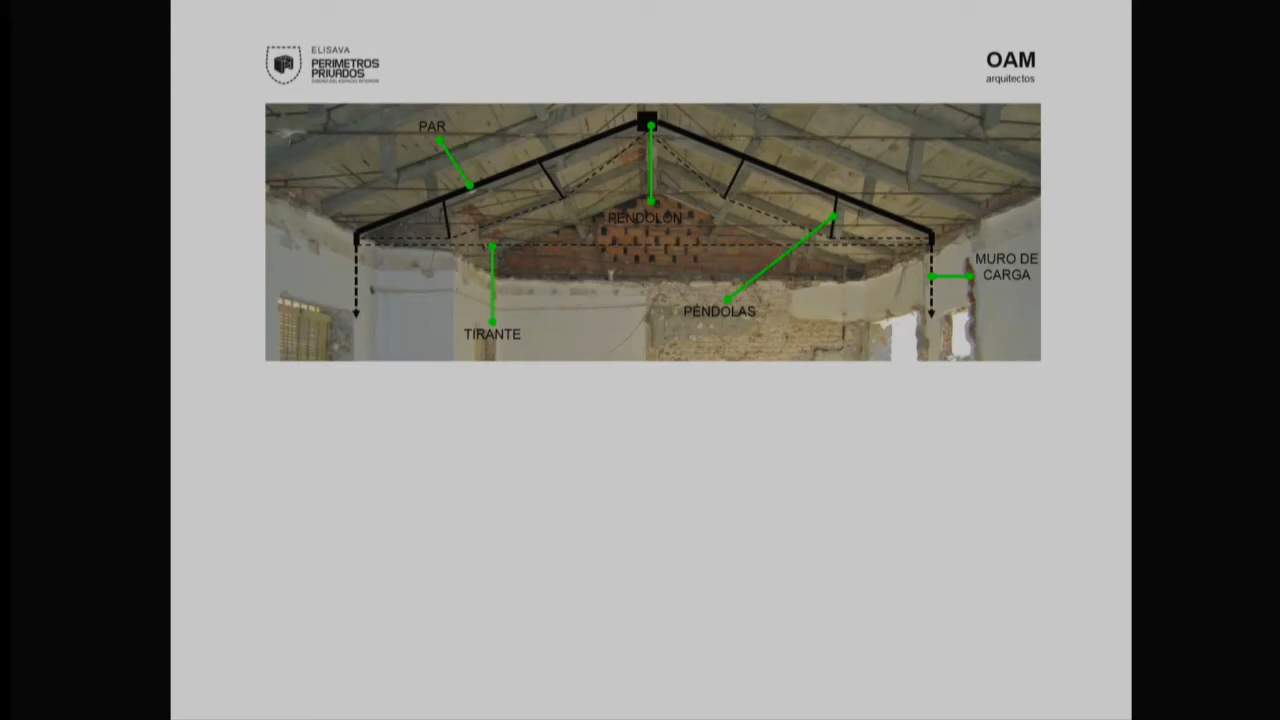 ELISAVA
PERIMETROS
PRIVADOS
OAM
arquitectos
PAR
PENDOLÓN
MURO DE
CARGA
PÉNDOLAS
TIRANTE